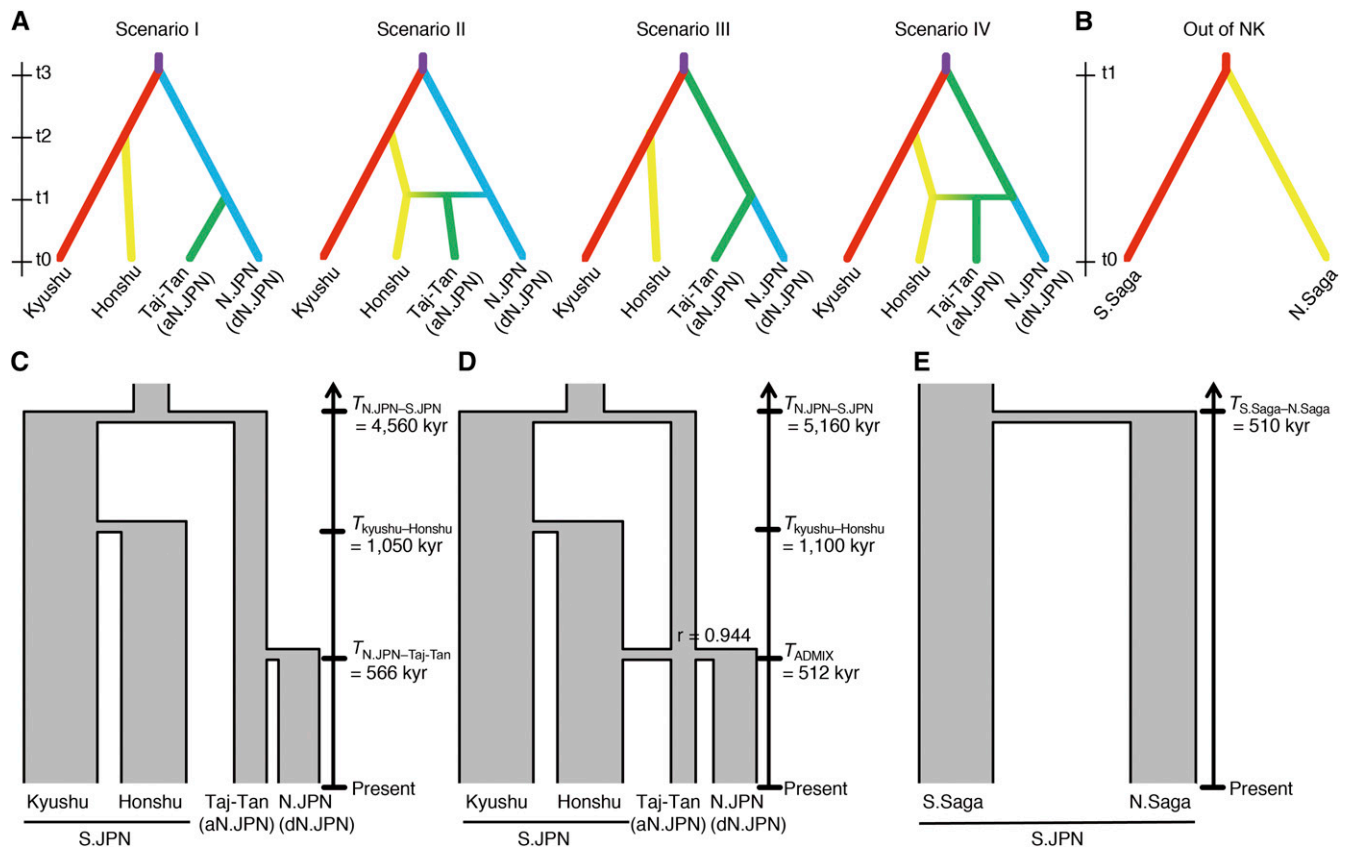 A
Scenario I
Scenario II
Scenario III
Scenario IV
B
Out of NK
t3
t2
t1
t0
t1
t0
Kyushu
Honshu
Taj-Tan
(aN.JPN)
N.JPN
(dN.JPN)
Kyushu
Honshu
Taj-Tan
(aN.JPN)
N.JPN
(dN.JPN)
Kyushu
Honshu
Taj-Tan
(aN.JPN)
N.JPN
(dN.JPN)
Kyushu
Honshu
Taj-Tan
(aN.JPN)
N.JPN
(dN.JPN)
S.Saga
N.Saga
C
TN.JPN–S.JPN
= 4,560 kyr
Tkyushu–Honshu
= 1,050 kyr
TN.JPN–Taj-Tan
= 566 kyr
Present
Kyushu
Honshu
Taj-Tan
(aN.JPN)
N.JPN
(dN.JPN)
S.JPN
D
TN.JPN–S.JPN
= 5,160 kyr
Tkyushu–Honshu
= 1,100 kyr
r = 0.944
TADMIX
= 512 kyr
Present
Kyushu
Honshu
Taj-Tan
(aN.JPN)
N.JPN
(dN.JPN)
S.JPN
E
TS.Saga–N.Saga
= 510 kyr
Present
S.Saga
N.Saga
S.JPN